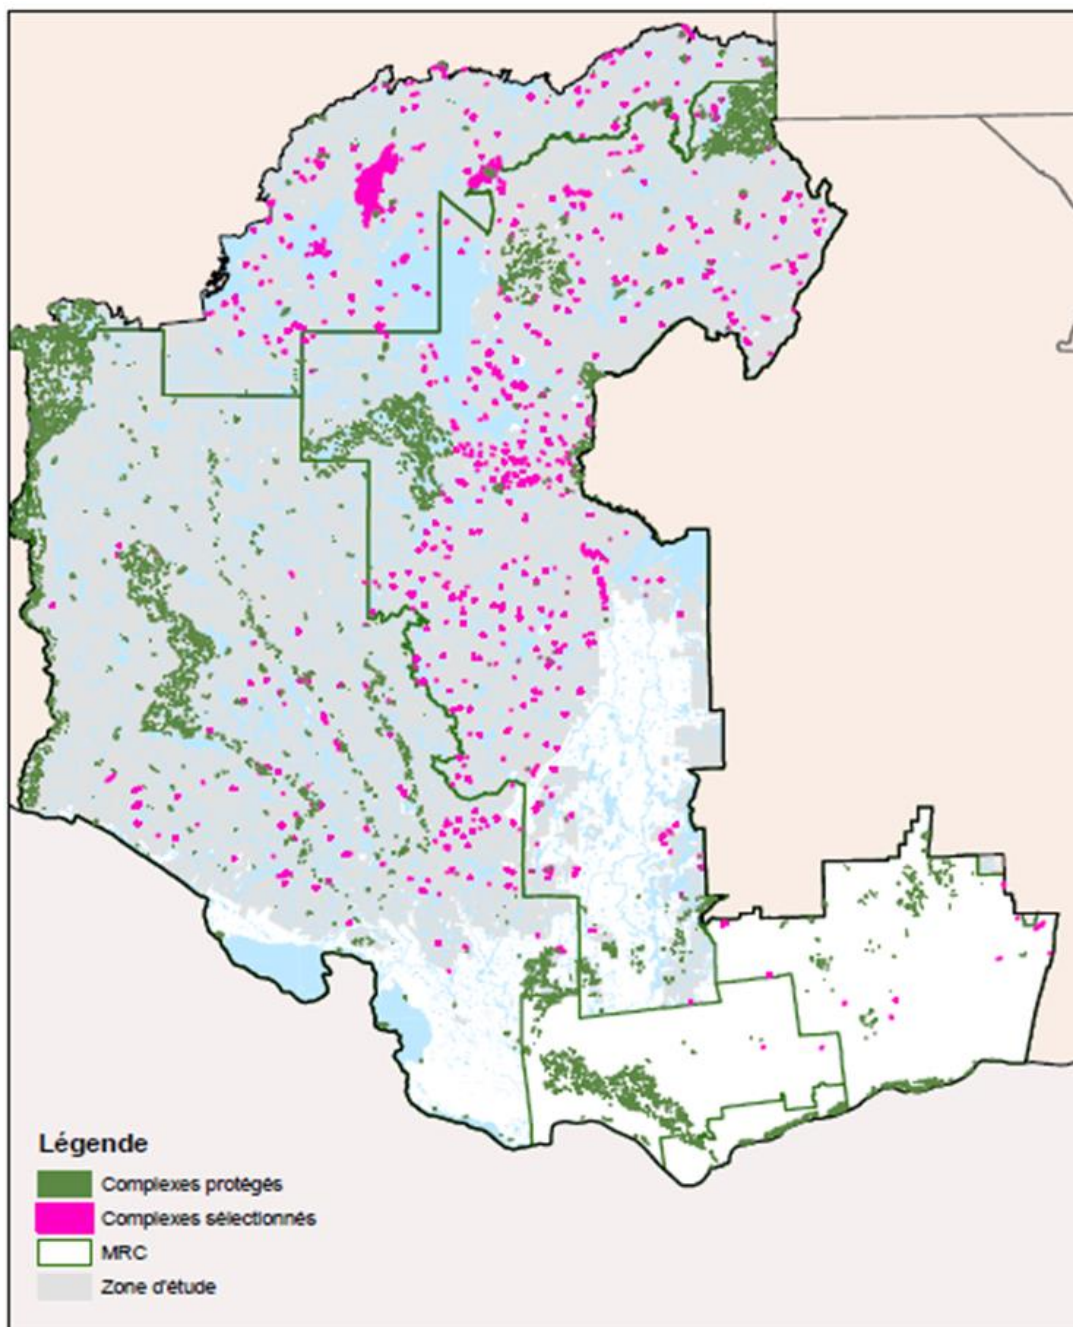 Légende
Complexes protégés
Complexes sélectionnés
MRC
Zone d'étude